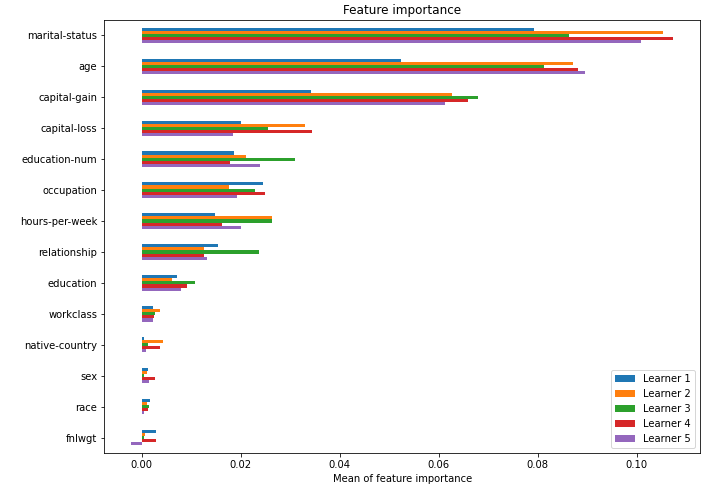 Feature importance
marital-status
age
capital-gain
capital-loss
education-num
occupation
hours-per-week
relationship
education
workclass
native-country
sex
race
fnlwgt
Learner 1
Learner 2
Learner 3
Learner 4
Learner 5
0.00 0.02 0.04 0.06 0.08 0.10
Mean of feature importance